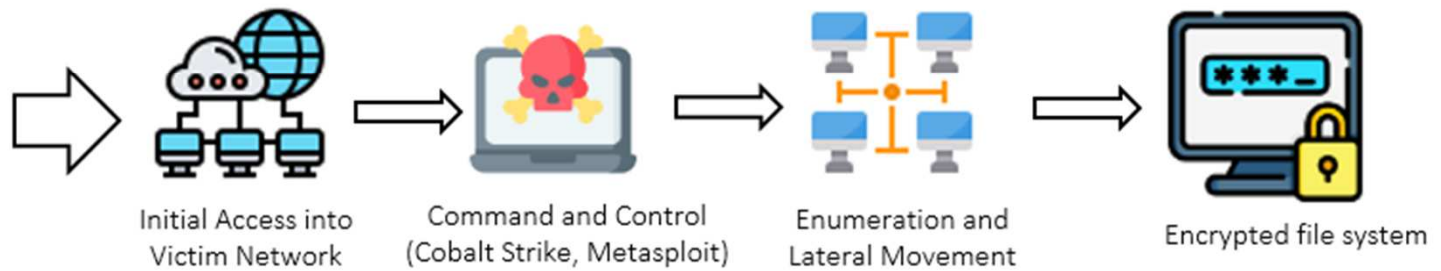 ***_
Initial Access into
Victim Network
Command and Control
(Cobalt Strike, Metasploit)
Enumeration and
Lateral Movement
Encrypted file system